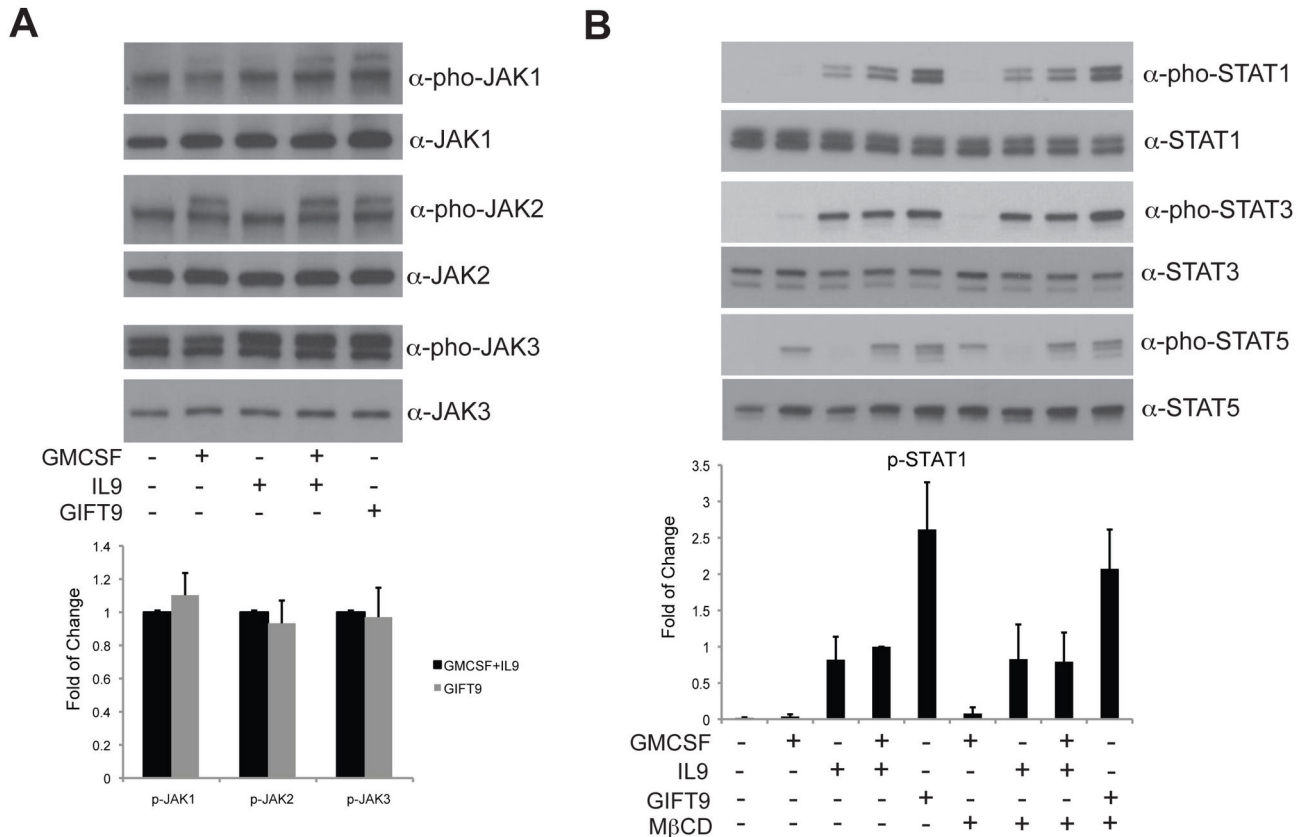 A
α-pho-JAK1
α-JAK1
α-pho-JAK2
α-JAK2
α-pho-JAK3
α-JAK3
GMCSF - + - + -
IL9 - - + + -
GIFT9 - - - - +
Fold of Change
1.4
1.2
1
0.8
0.6
0.4
0.2
0
p-JAK1 p-JAK2 p-JAK3
GMCSF+IL9
GIFT9
B
α-pho-STAT1
α-STAT1
α-pho-STAT3
α-STAT3
α-pho-STAT5
α-STAT5
p-STAT1
Fold of Change
3.5
3
2.5
2
1.5
1
0.5
0
GMCSF - + - + - + - + -
IL9 - - + + - - + + -
GIFT9 - - - - + - - - +
MβCD - - - - - + + + +